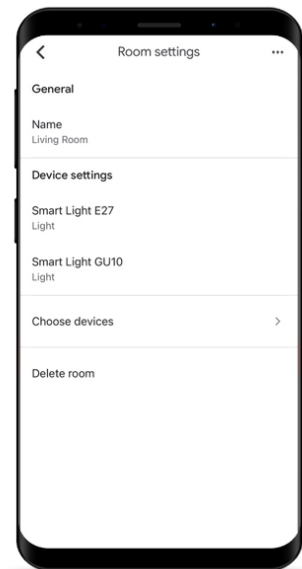 Room settings
General
Name
Living Room
Device settings
Smart Light E27
Light
Smart Light GU10
Light
Choose devices
Delete room